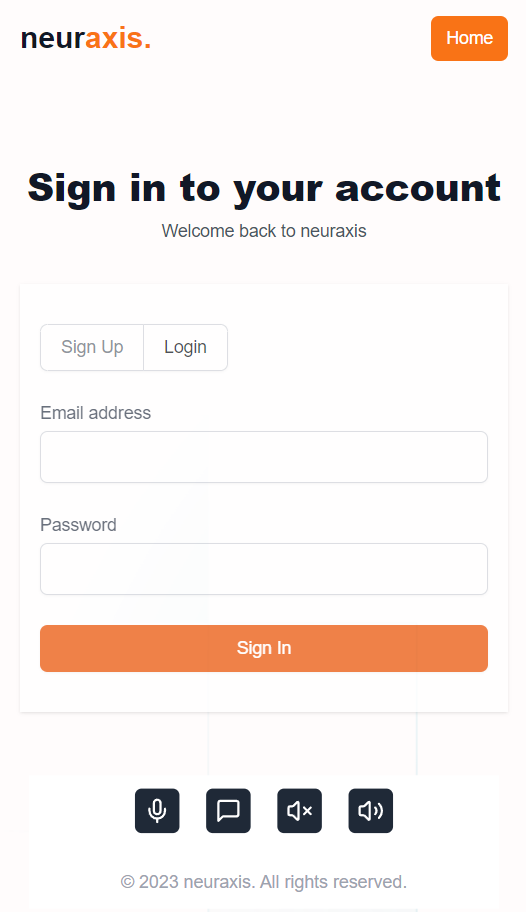 neuraxis.
Home
Sign in to your account
Welcome back to neuraxis
Sign Up
Login
Email address
Password
Sign In
© 2023 neuraxis. All rights reserved.